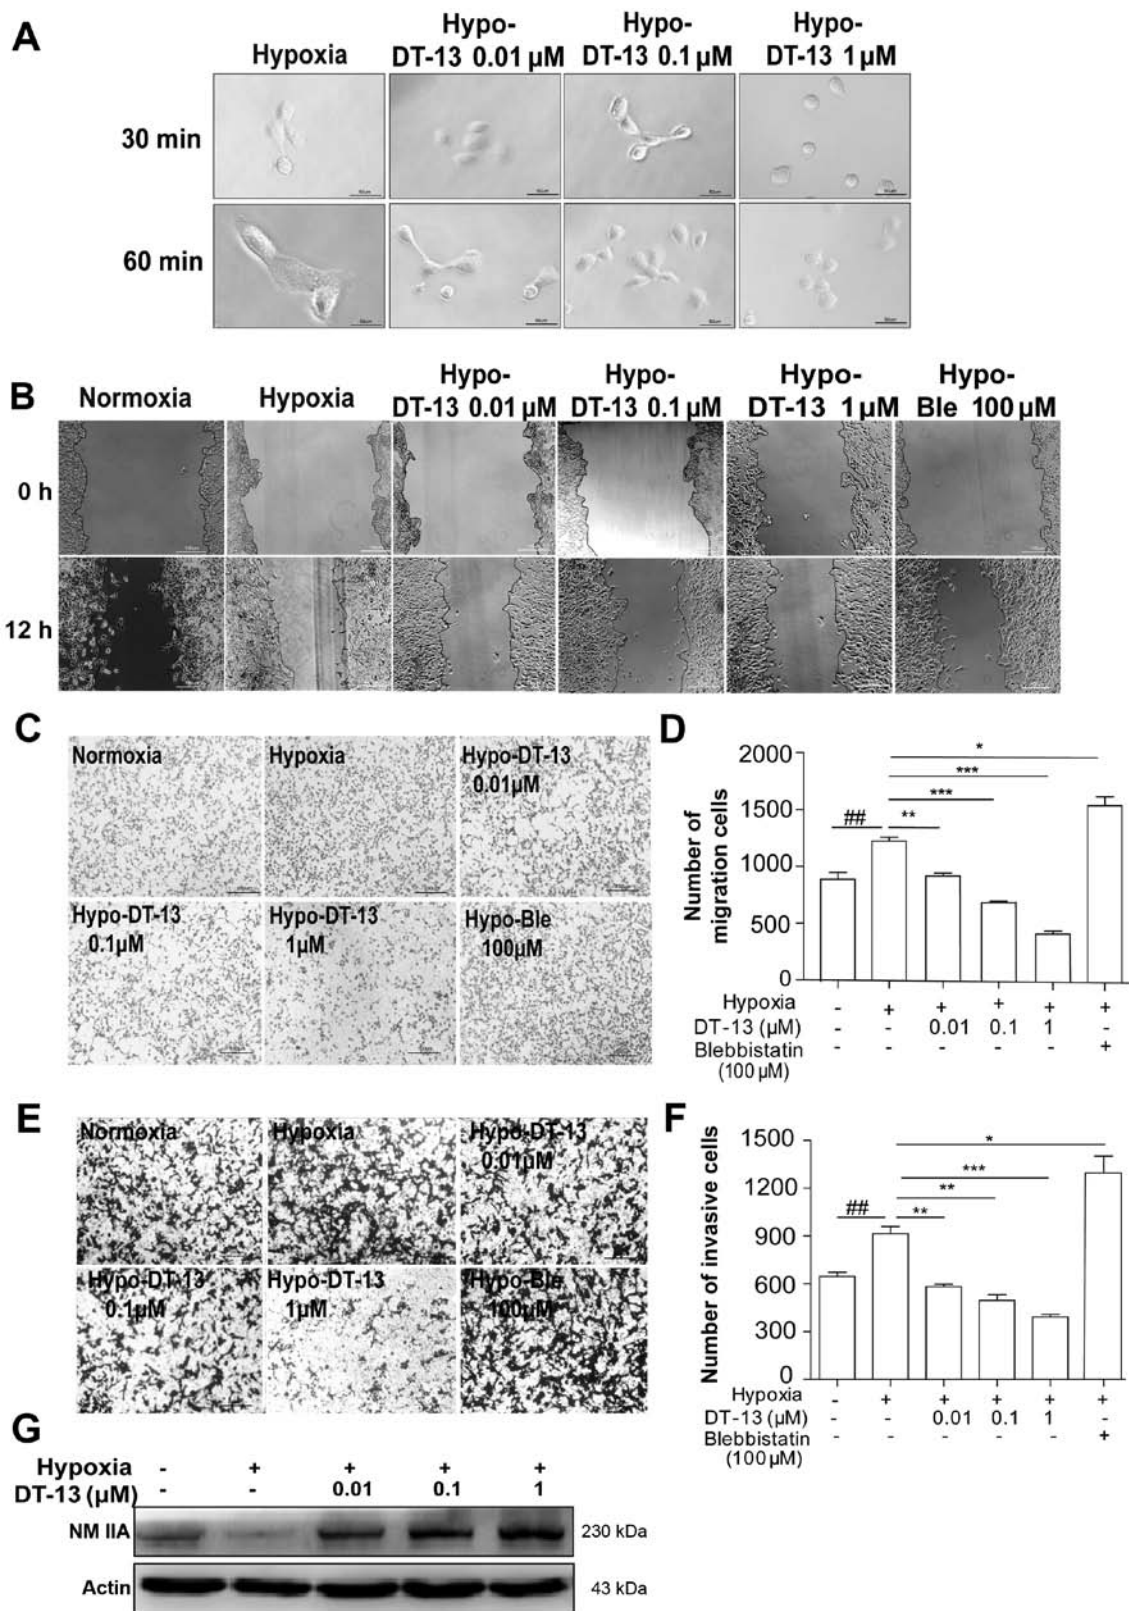 A
Hypoxia
Hypo-
DT-13 0.01 µM
Hypo-
DT-13 0.1 µM
Hypo-
DT-13 1 µM
30 min
60 min
B
Normoxia
Hypoxia
Hypo-
DT-13 0.01 µM
Hypo-
DT-13 0.1 µM
Hypo-
DT-13 1 µM
Hypo-
Ble 100 µM
0 h
12 h
C
Normoxia
Hypoxia
Hypo-DT-13
0.01µM
Hypo-DT-13
0.1µM
Hypo-DT-13
1µM
Hypo-Ble
100µM
D
Number of
migration cells
2000
1500
1000
500
0
##
**
***
***
*
Hypoxia - + + + + +
DT-13 (µM) - - 0.01 0.1 1 -
Blebbistatin - - - - - +
(100 µM)
E
Normoxia
Hypoxia
Hypo-DT-13
0.01µM
Hypo-DT-13
0.1µM
Hypo-DT-13
1µM
Hypo-Ble
100µM
F
Number of invasive cells
1500
1200
900
600
300
0
##
**
**
***
*
Hypoxia - + + + + +
DT-13 (µM) - - 0.01 0.1 1 -
Blebbistatin - - - - - +
(100 µM)
G
Hypoxia - + + + +
DT-13 (µM) - - 0.01 0.1 1
NM IIA 230 kDa
Actin 43 kDa